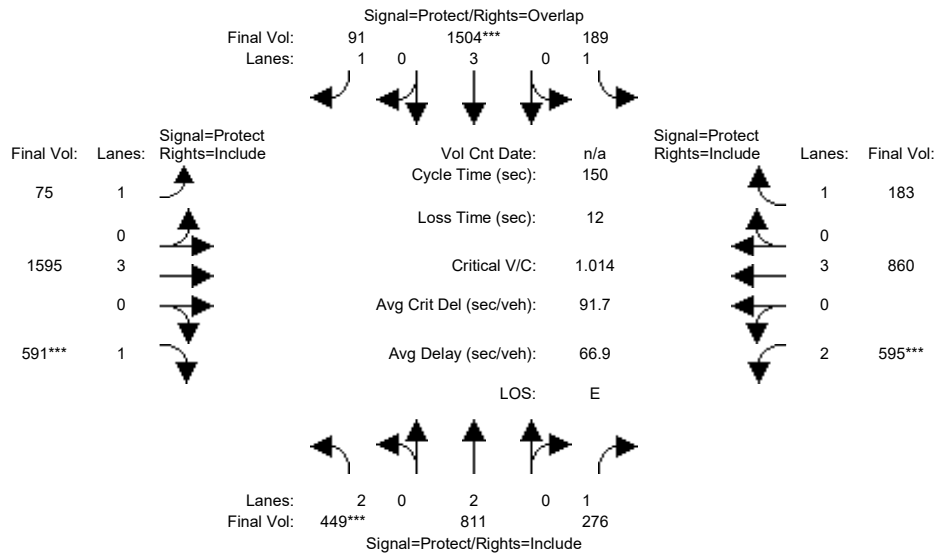 Signal=Protect/Rights=Overlap
Final Vol: 91 1504*** 189
Lanes: 1 0 3 0 1
Signal=Protect
Final Vol: Lanes: Rights=Include
Vol Cnt Date: n/a
Signal=Protect
Rights=Include Lanes: Final Vol:
Cycle Time (sec): 150
75 1
1 183
Loss Time (sec): 12
0
0
1595 3
Critical V/C: 1.014
3 860
0
Avg Crit Del (sec/veh): 91.7
0
591*** 1
Avg Delay (sec/veh): 66.9
2 595***
LOS: E
Lanes: 2 0 2 0 1
Final Vol: 449*** 811 276
Signal=Protect/Rights=Include